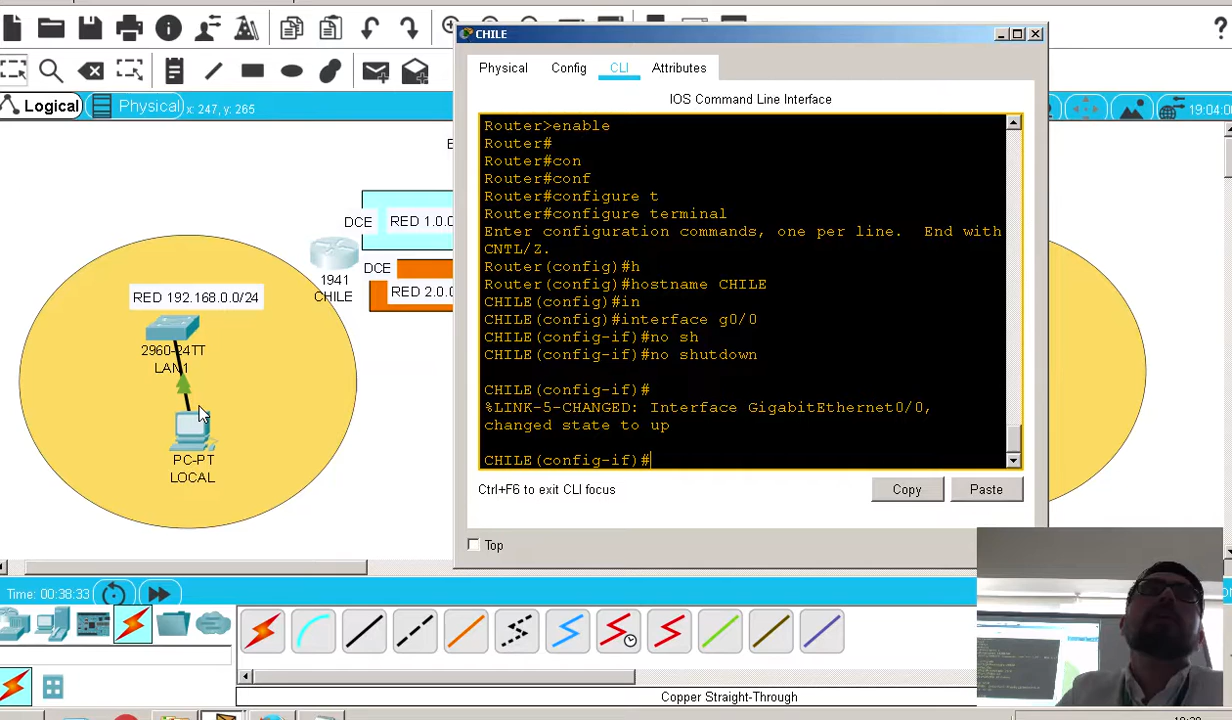 CHILE
Physical
Config
CLI
Attributes
IOS Command Line Interface
Router>enable
Router#
Router#con
Router#conf
Router#configure t
Router#configure terminal
Enter configuration commands, one per line.  End with
CNTL/Z.
Router(config)#h
Router(config)#hostname CHILE
CHILE(config)#in
CHILE(config)#interface g0/0
CHILE(config-if)#no sh
CHILE(config-if)#no shutdown
CHILE(config-if)#
%LINK-5-CHANGED: Interface GigabitEthernet0/0,
changed state to up
CHILE(config-if)#
Ctrl+F6 to exit CLI focus
Copy
Paste
Top
Logical
Physical
x: 247, y: 265
19:04:0
DCE
RED 1.0.0
DCE
RED 2.0.0
1941
CHILE
RED 192.168.0.0/24
2960-24TT
LAN1
PC-PT
LOCAL
Time: 00:38:33
Copper Straight-Through